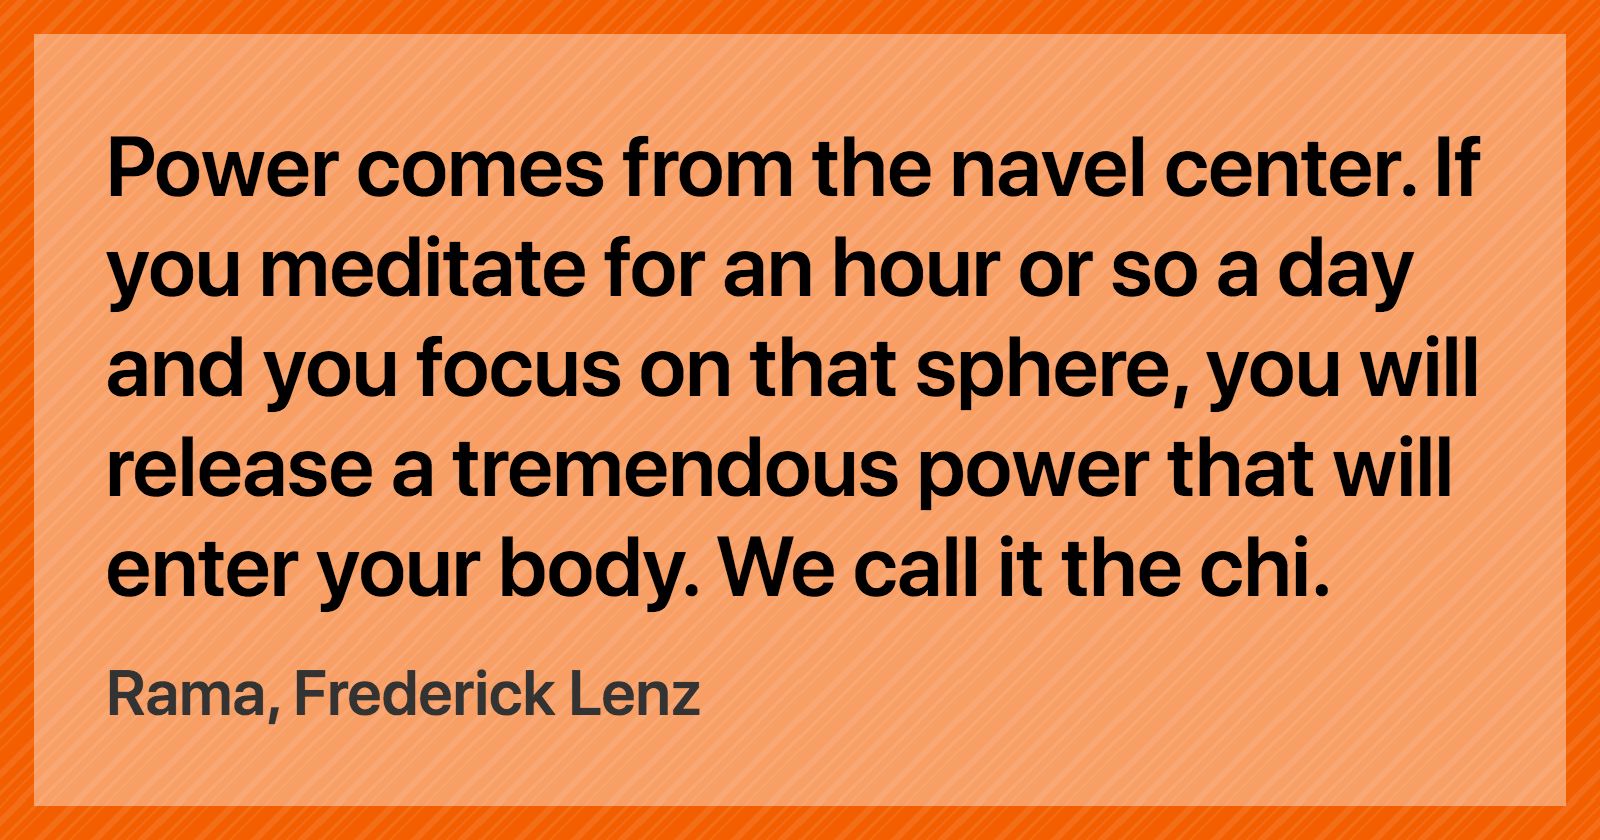 Power comes from the navel center. If
you meditate for an hour or so a day
and you focus on that sphere, you will
release a tremendous power that will
enter your body. We call it the chi.
Rama, Frederick Lenz